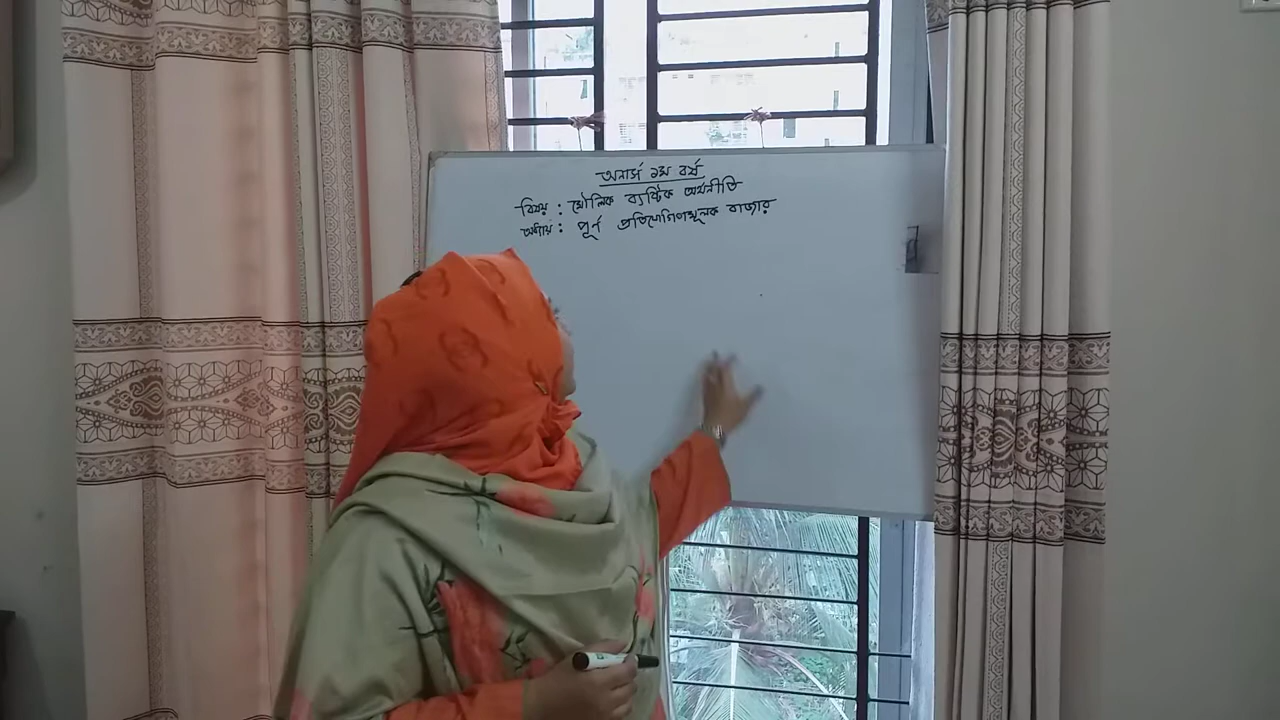 অনার্স ১ম বর্ষ
বিষয় : মৌলিক ব্যষ্টিক অর্থনীতি
অধ্যায় : পূর্ন প্রতিযোগিতামূলক বাজার